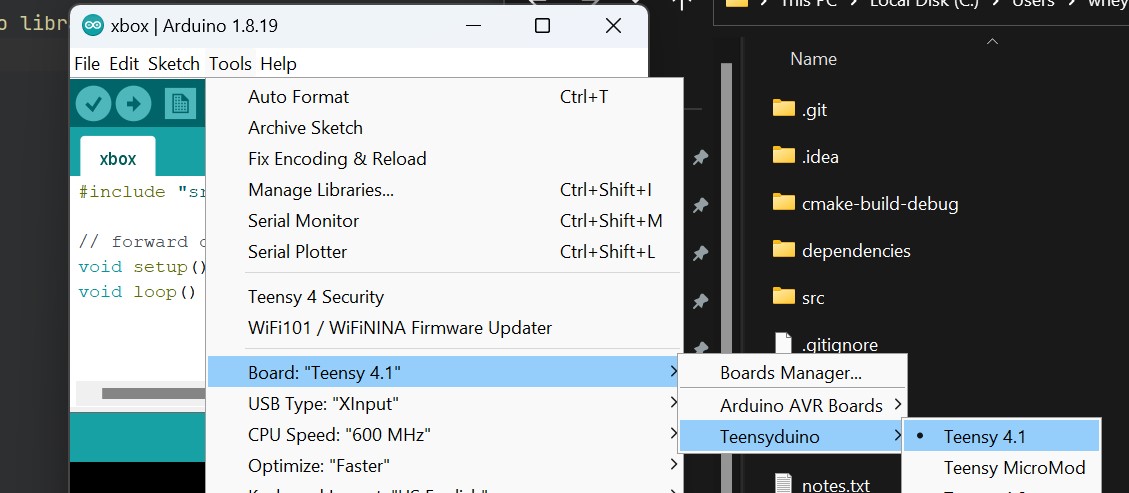 This PC > Local Disk (C:) > Users > whey
libr
xbox | Arduino 1.8.19
File Edit Sketch Tools Help
xbox
#include "sr
// forward
void setup()
void loop()
Auto Format Ctrl+T
Archive Sketch
Fix Encoding & Reload
Manage Libraries... Ctrl+Shift+I
Serial Monitor Ctrl+Shift+M
Serial Plotter Ctrl+Shift+L
Teensy 4 Security
WiFi101 / WiFiNINA Firmware Updater
Board: "Teensy 4.1"
USB Type: "XInput"
CPU Speed: "600 MHz"
Optimize: "Faster"
Boards Manager...
Arduino AVR Boards
Teensyduino
Teensy 4.1
Teensy MicroMod
Name
.git
.idea
cmake-build-debug
dependencies
src
.gitignore
notes.txt